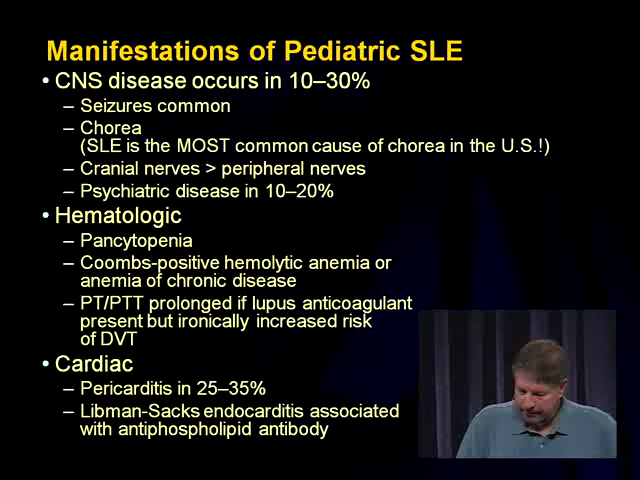 Manifestations of Pediatric SLE
• CNS disease occurs in 10–30%
– Seizures common
– Chorea
(SLE is the MOST common cause of chorea in the U.S.!)
– Cranial nerves > peripheral nerves
– Psychiatric disease in 10–20%
• Hematologic
– Pancytopenia
– Coombs-positive hemolytic anemia or
anemia of chronic disease
– PT/PTT prolonged if lupus anticoagulant
present but ironically increased risk
of DVT
• Cardiac
– Pericarditis in 25–35%
– Libman-Sacks endocarditis associated
with antiphospholipid antibody